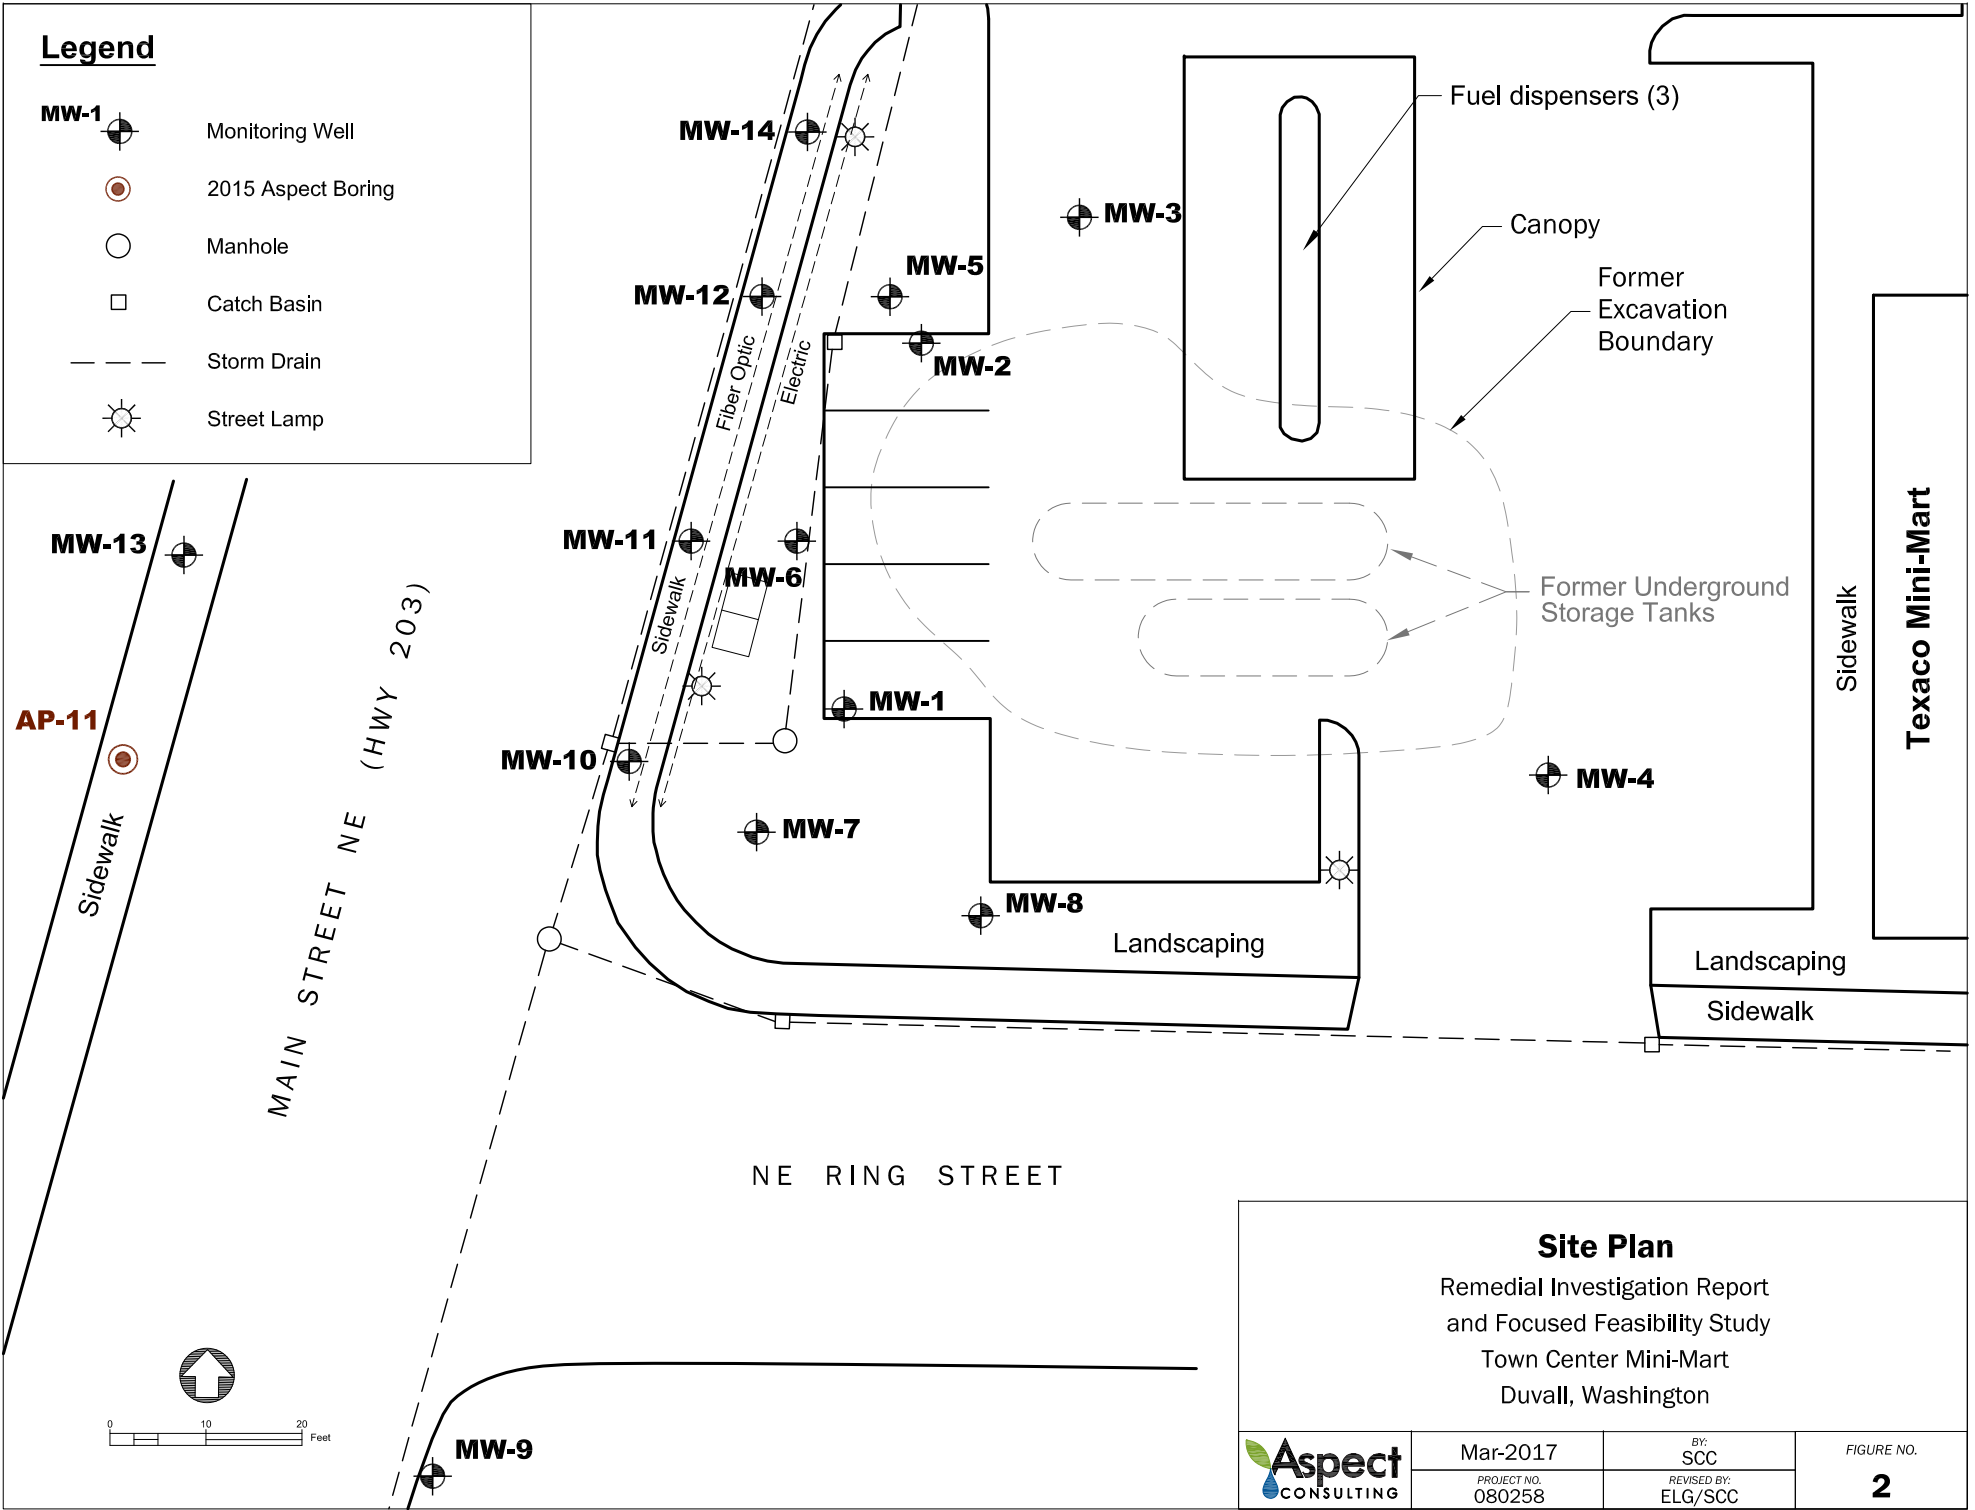 Legend
MW-1
Monitoring Well
2015 Aspect Boring
Manhole
Catch Basin
Storm Drain
Street Lamp
MW-14
MW-3
MW-5
MW-12
MW-2
MW-11
MW-6
MW-13
AP-11
MW-1
MW-10
MW-7
MW-4
MW-8
MW-9
Fuel dispensers (3)
Canopy
Former
Excavation
Boundary
Former Underground
Storage Tanks
Fiber Optic
Electric
Sidewalk
Sidewalk
Sidewalk
Texaco Mini-Mart
Landscaping
Landscaping
Sidewalk
MAIN STREET NE (HWY 203)
NE RING STREET
0 10 20
Feet
Site Plan
Remedial Investigation Report
and Focused Feasibility Study
Town Center Mini-Mart
Duvall, Washington
Aspect
CONSULTING
Mar-2017
PROJECT NO.
080258
BY:
SCC
REVISED BY:
ELG/SCC
FIGURE NO.
2